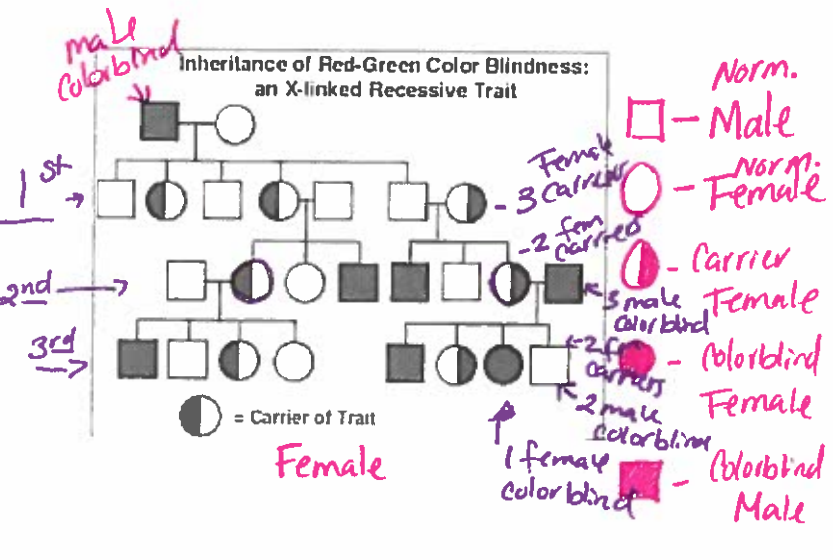 male
Colorblind
Inheritance of Red-Green Color Blindness:
an X-linked Recessive Trait
Norm.
Male
Norm.
Female
Carrier
Female
Colorblind
Female
Colorblind
Male
1st
Female
3 Carriers
2 fem
carried
2nd
3 male
colorblind
3rd
2 fem
carriers
2 male
colorblind
1 female
colorblind
= Carrier of Trait
Female